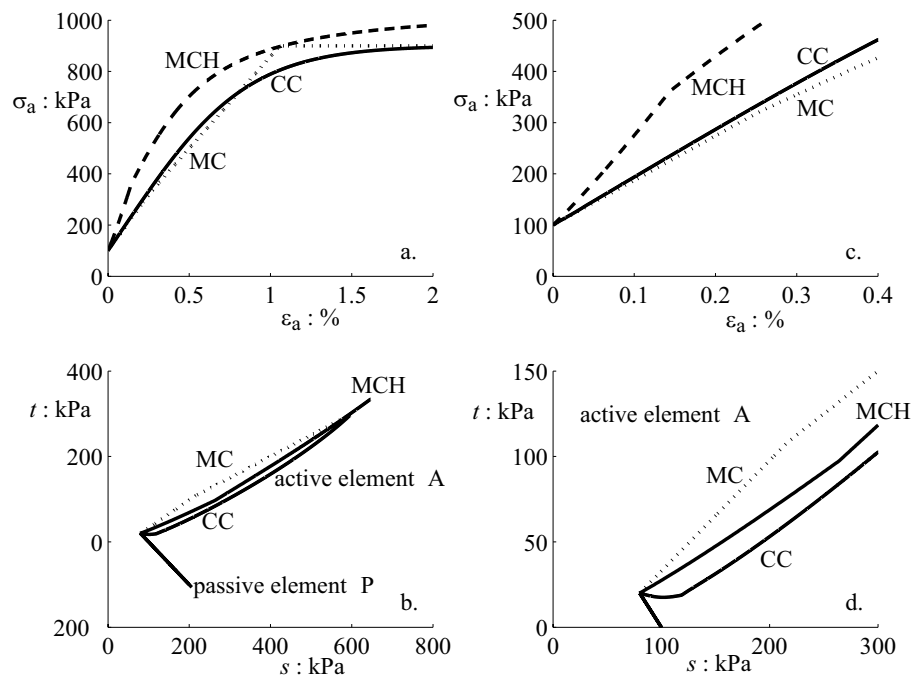 1000
800
σa : kPa
600
400
200
0
MCH
CC
MC
a.
0 0.5 1 1.5 2
εa : %
500
σa : kPa
400
300
200
100
0
CC
MCH
MC
c.
0 0.1 0.2 0.3 0.4
εa : %
400
t : kPa
200
0
200
MCH
MC
active element A
CC
passive element P
b.
0 200 400 600 800
s : kPa
150
t : kPa
100
50
0
active element A
MCH
MC
CC
d.
0 100 200 300
s : kPa